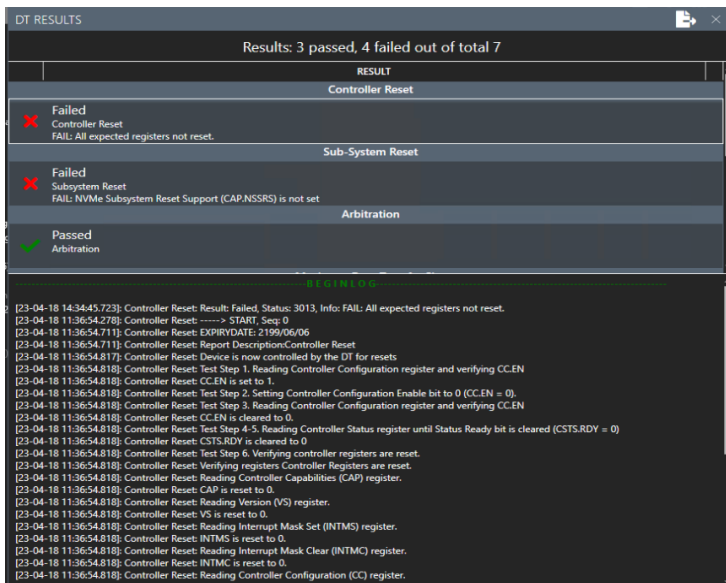 DT RESULTS
Results: 3 passed, 4 failed out of total 7
RESULT
Controller Reset
Failed
Controller Reset
FAIL: All expected registers not reset.
Sub-System Reset
Failed
Subsystem Reset
FAIL: NVMe Subsystem Reset Support (CAP.NSSRS) is not set
Arbitration
Passed
Arbitration
BEGINLOG
[23-04-18 14:34:45.723]: Controller Reset: Result: Failed, Status: 3013, Info: FAIL: All expected registers not reset.
[23-04-18 11:36:54.278]: Controller Reset: -----> START, Seq: 0
[23-04-18 11:36:54.711]: Controller Reset: EXPIRYDATE: 2199/06/06
[23-04-18 11:36:54.711]: Controller Reset: Report Description:Controller Reset
[23-04-18 11:36:54.817]: Controller Reset: Device is now controlled by the DT for resets
[23-04-18 11:36:54.818]: Controller Reset: Test Step 1. Reading Controller Configuration register and verifying CC.EN
[23-04-18 11:36:54.818]: Controller Reset: CC.EN is set to 1.
[23-04-18 11:36:54.818]: Controller Reset: Test Step 2. Setting Controller Configuration Enable bit to 0 (CC.EN = 0).
[23-04-18 11:36:54.818]: Controller Reset: Test Step 3. Reading Controller Configuration register and verifying CC.EN
[23-04-18 11:36:54.818]: Controller Reset: CC.EN is cleared to 0.
[23-04-18 11:36:54.818]: Controller Reset: Test Step 4-5. Reading Controller Status register until Status Ready bit is cleared (CSTS.RDY = 0)
[23-04-18 11:36:54.818]: Controller Reset: CSTS.RDY is cleared to 0
[23-04-18 11:36:54.818]: Controller Reset: Test Step 6. Verifying controller registers are reset.
[23-04-18 11:36:54.818]: Controller Reset: Verifying registers Controller Registers are reset.
[23-04-18 11:36:54.818]: Controller Reset: Reading Controller Capabilities (CAP) register.
[23-04-18 11:36:54.818]: Controller Reset: CAP is reset to 0.
[23-04-18 11:36:54.818]: Controller Reset: Reading Version (VS) register.
[23-04-18 11:36:54.818]: Controller Reset: VS is reset to 0.
[23-04-18 11:36:54.818]: Controller Reset: Reading Interrupt Mask Set (INTMS) register.
[23-04-18 11:36:54.818]: Controller Reset: INTMS is reset to 0.
[23-04-18 11:36:54.818]: Controller Reset: Reading Interrupt Mask Clear (INTMC) register.
[23-04-18 11:36:54.818]: Controller Reset: INTMC is reset to 0.
[23-04-18 11:36:54.818]: Controller Reset: Reading Controller Configuration (CC) register.